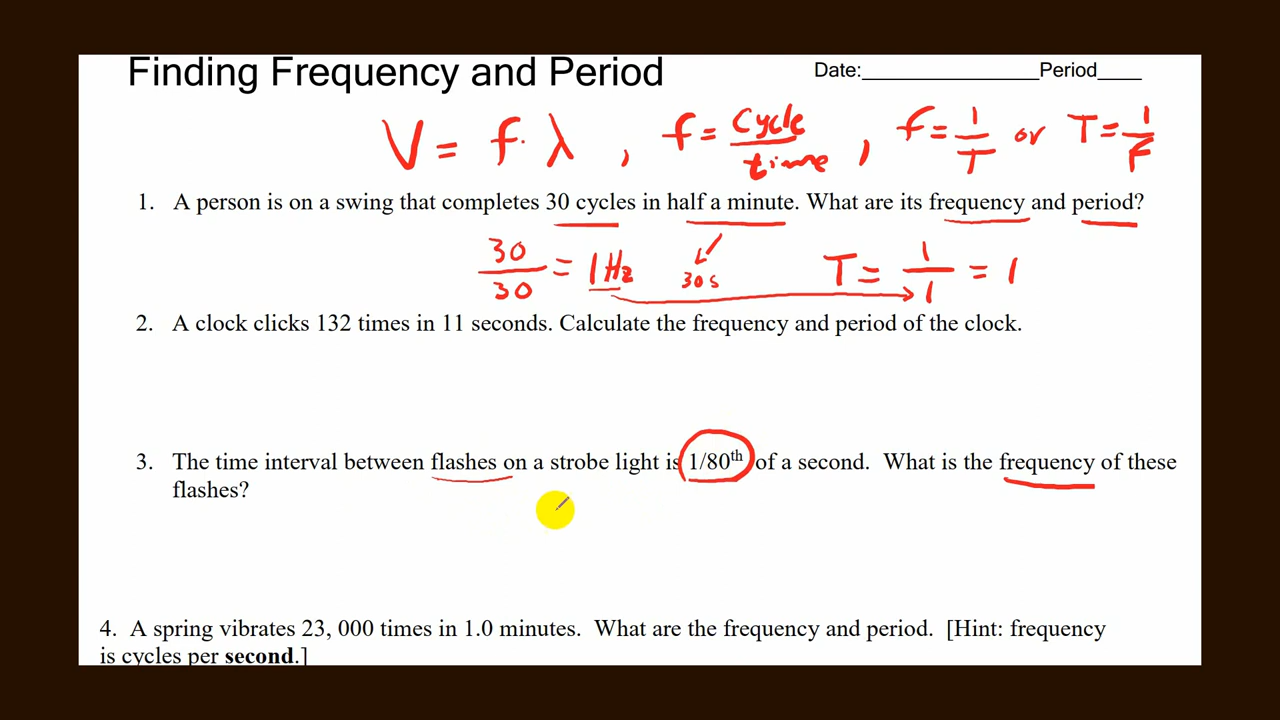 Finding Frequency and Period Date:________________Period____
V = f · λ , f = cycle/time , f = 1/T or T = 1/F
1. A person is on a swing that completes 30 cycles in half a minute. What are its frequency and period?
30/30 = 1 Hz 30 s T = 1/1 = 1
2. A clock clicks 132 times in 11 seconds. Calculate the frequency and period of the clock.
3. The time interval between flashes on a strobe light is 1/80th of a second. What is the frequency of these
flashes?
4. A spring vibrates 23, 000 times in 1.0 minutes. What are the frequency and period. [Hint: frequency
is cycles per second.]